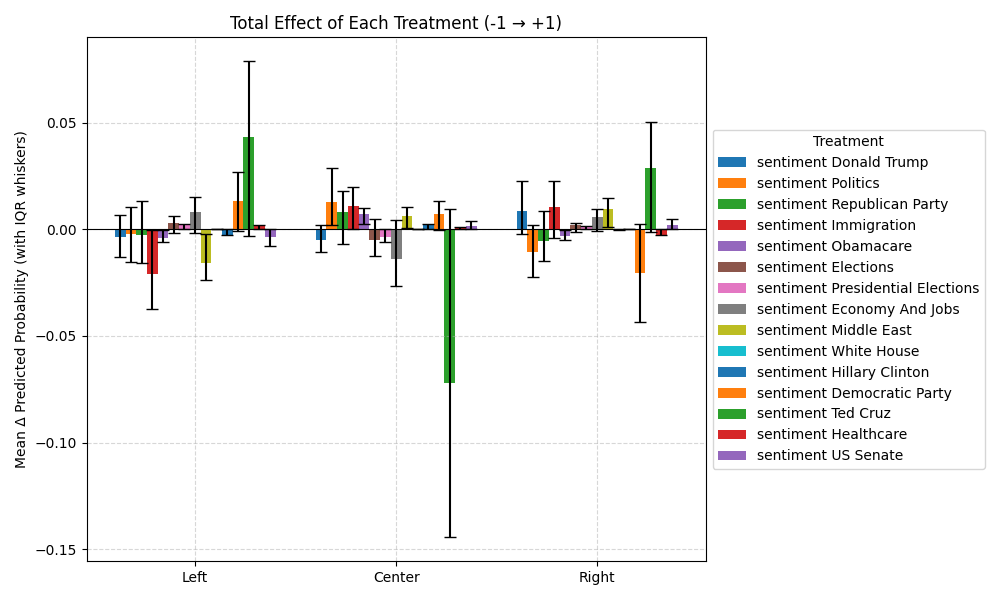 Total Effect of Each Treatment (-1 → +1)
Mean Δ Predicted Probability (with IQR whiskers)
0.05
0.00
−0.05
−0.10
−0.15
Left
Center
Right
Treatment
sentiment Donald Trump
sentiment Politics
sentiment Republican Party
sentiment Immigration
sentiment Obamacare
sentiment Elections
sentiment Presidential Elections
sentiment Economy And Jobs
sentiment Middle East
sentiment White House
sentiment Hillary Clinton
sentiment Democratic Party
sentiment Ted Cruz
sentiment Healthcare
sentiment US Senate